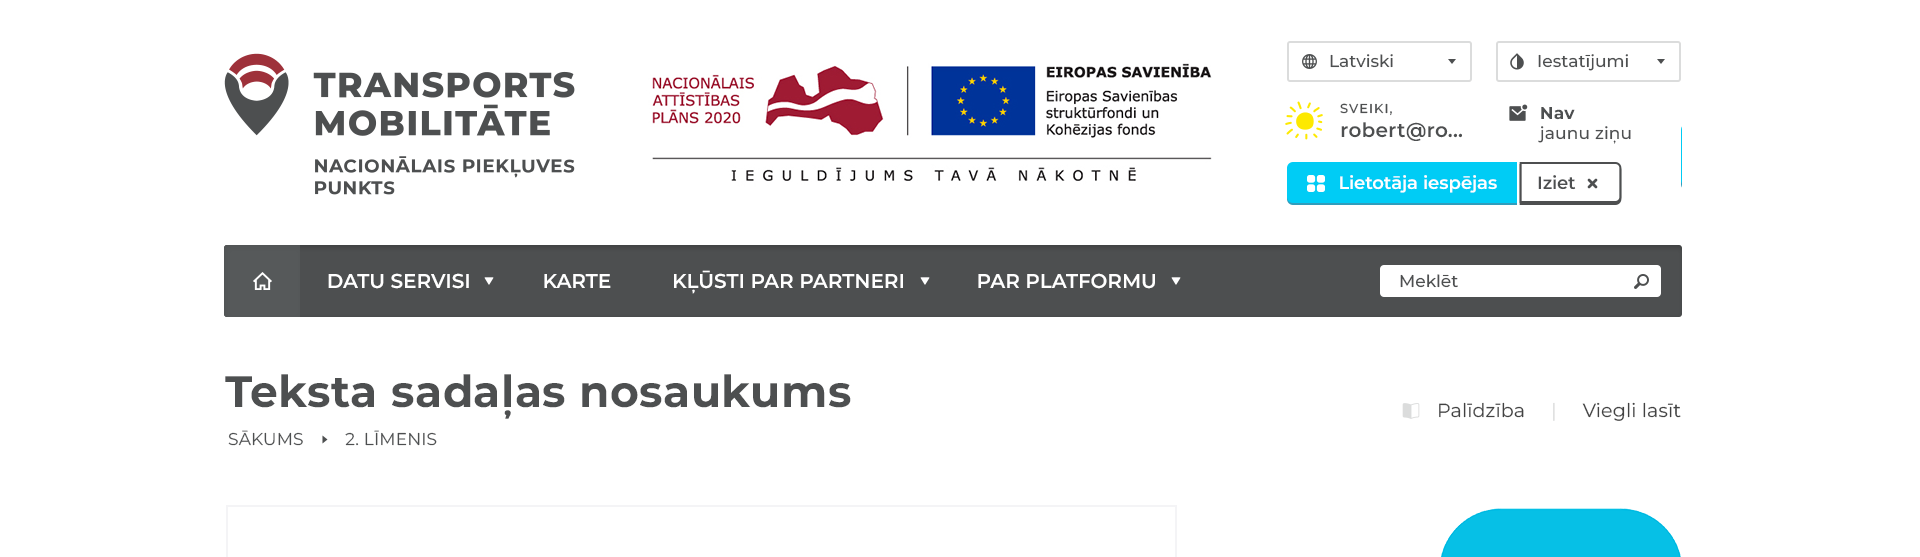 TRANSPORTS
MOBILITĀTE
NACIONĀLAIS PIEKĻUVES
PUNKTS
NACIONĀLAIS
ATTĪSTĪBAS
PLĀNS 2020
EIROPAS SAVIENĪBA
Eiropas Savienības
struktūrfondi un
Kohēzijas fonds
IEGULDĪJUMS TAVĀ NĀKOTNĒ
Latviski
Iestatījumi
SVEIKI,
robert@ro...
Nav
jaunu ziņu
Lietotāja iespējas
Iziet
DATU SERVISI
KARTE
KĻŪSTI PAR PARTNERI
PAR PLATFORMU
Meklēt
Teksta sadaļas nosaukums
SĀKUMS
2. LĪMENIS
Palīdzība
Viegli lasīt